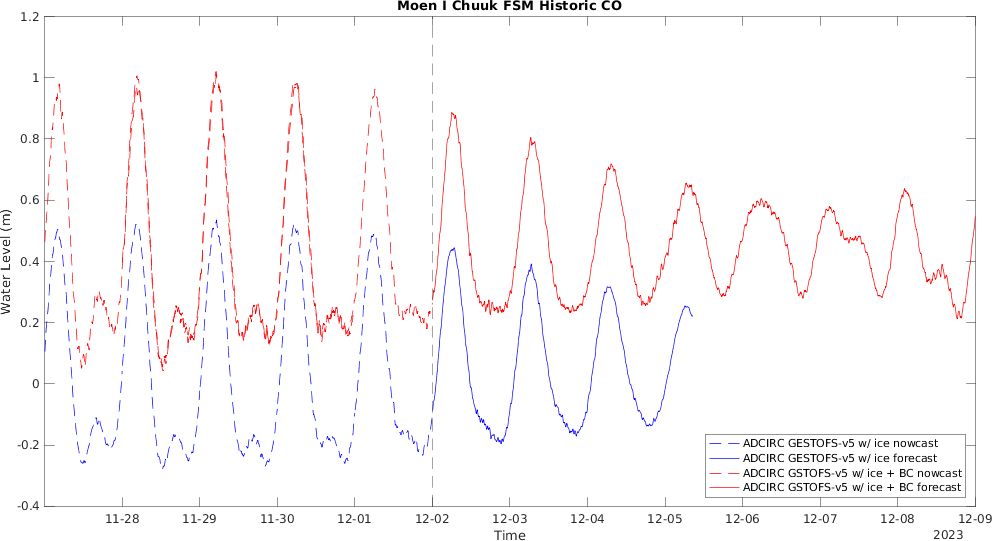 Moen I Chuuk FSM Historic CO
1.2
1
0.8
0.6
0.4
0.2
0
-0.2
-0.4
Water Level (m)
11-28 11-29 11-30 12-01 12-02 12-03 12-04 12-05 12-06 12-07 12-08 12-09
Time
2023
ADCIRC GESTOFS-v5 w/ ice nowcast
ADCIRC GESTOFS-v5 w/ ice forecast
ADCIRC GSTOFS-v5 w/ ice + BC nowcast
ADCIRC GSTOFS-v5 w/ ice + BC forecast